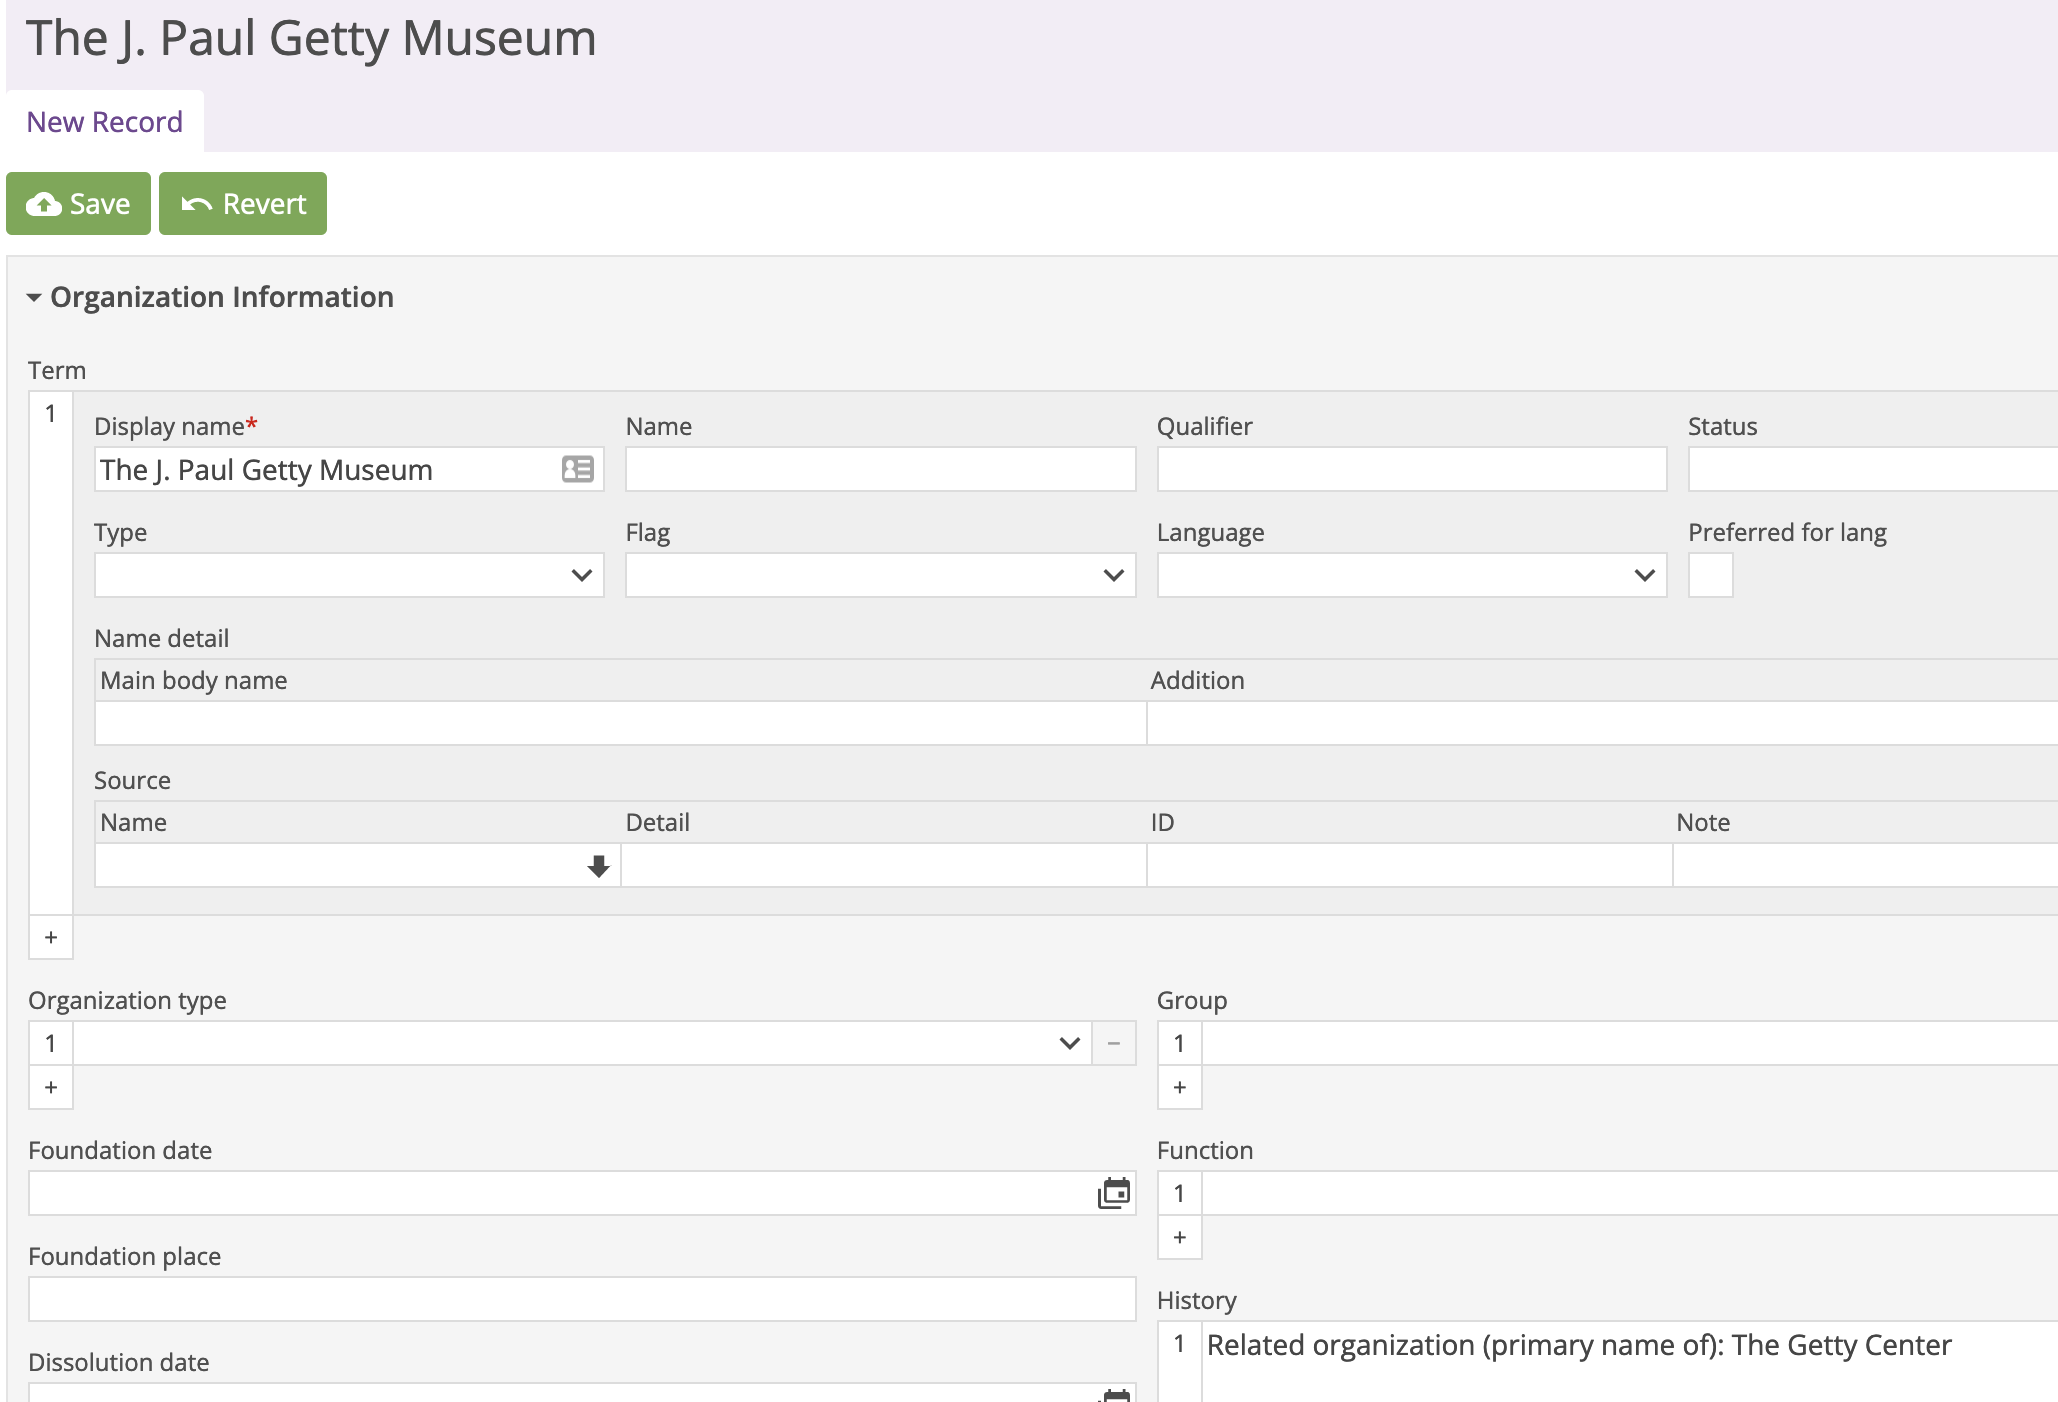 The J. Paul Getty Museum
New Record
Save Revert
Organization Information
Term
1
Display name* Name Qualifier Status
The J. Paul Getty Museum
Type Flag Language Preferred for lang
Name detail
Main body name Addition
Source
Name Detail ID Note
+
Organization type Group
1 – 1
+ +
Foundation date Function
1
+
Foundation place
History
1 Related organization (primary name of): The Getty Center
Dissolution date